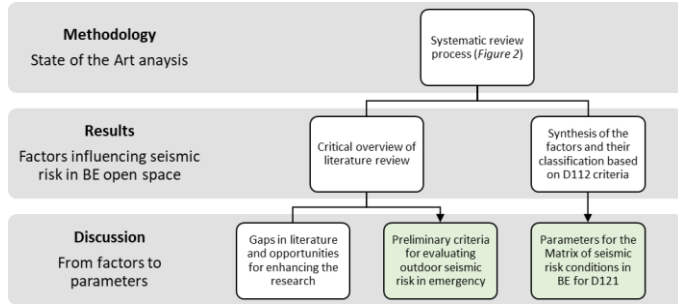 Methodology
State of the Art anaysis
Systematic review
process (Figure 2)
Results
Factors influencing seismic
risk in BE open space
Critical overview of
literature review
Synthesis of the
factors and their
classification based
on D112 criteria
Discussion
From factors to
parameters
Gaps in literature
and opportunities
for enhancing the
research
Preliminary criteria
for evaluating
outdoor seismic
risk in emergency
Parameters for the
Matrix of seismic
risk conditions in
BE for D121